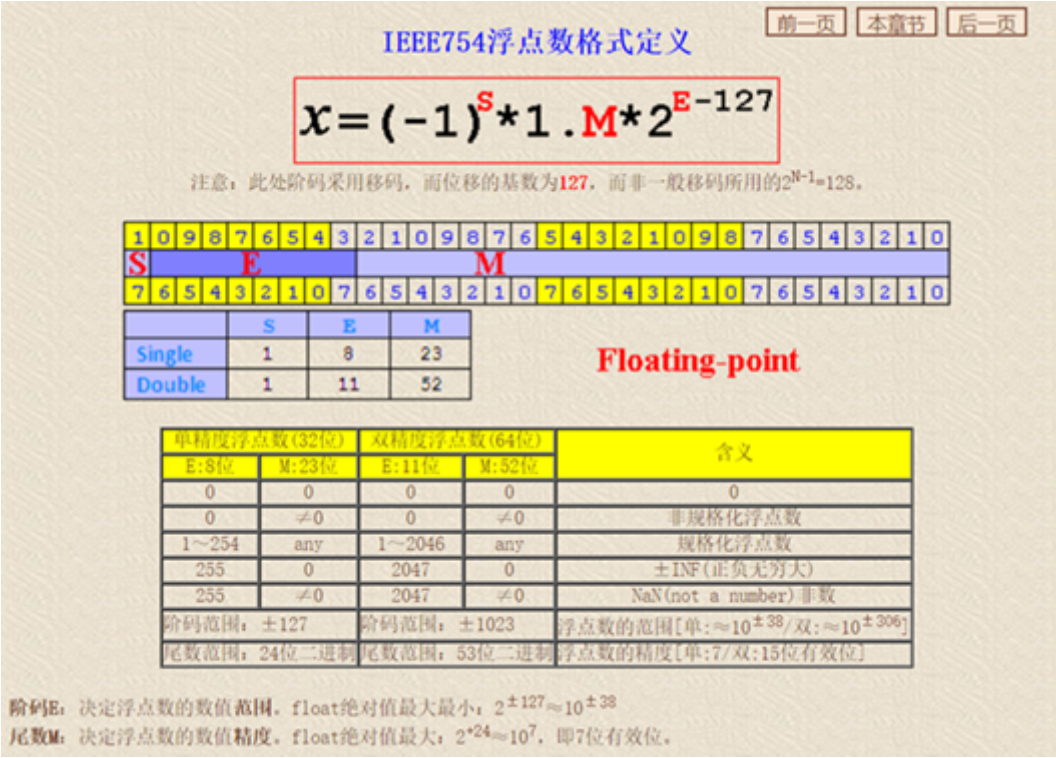 前一页 本章节 后一页
IEEE754浮点数格式定义
x=(-1)^S*1.M*2^E-127
注意：此处阶码采用移码，而位移的基数为127，而非一般移码所用的2^N-1=128。
1 0 9 8 7 6 5 4 3 2 1 0 9 8 7 6 5 4 3 2 1 0 9 8 7 6 5 4 3 2 1 0
S E M
7 6 5 4 3 2 1 0 7 6 5 4 3 2 1 0 7 6 5 4 3 2 1 0 7 6 5 4 3 2 1 0
S E M
Single 1 8 23
Double 1 11 52
Floating-point
单精度浮点数(32位) 双精度浮点数(64位) 含义
E:8位 M:23位 E:11位 M:52位
0 0 0 0 0
0 ≠0 0 ≠0 非规格化浮点数
1～254 any 1～2046 any 规格化浮点数
255 0 2047 0 ±INF(正负无穷大)
255 ≠0 2047 ≠0 NaN(not a number)非数
阶码范围：±127 阶码范围：±1023 浮点数的范围[单:≈10^±38/双:≈10^±306]
尾数范围：24位二进制 尾数范围：53位二进制 浮点数的精度[单:7/双:15位有效位]
阶码E：决定浮点数的数值范围。float绝对值最大最小：2^±127≈10^±38
尾数M：决定浮点数的数值精度。float绝对值最大：2^+24≈10^7，即7位有效位。